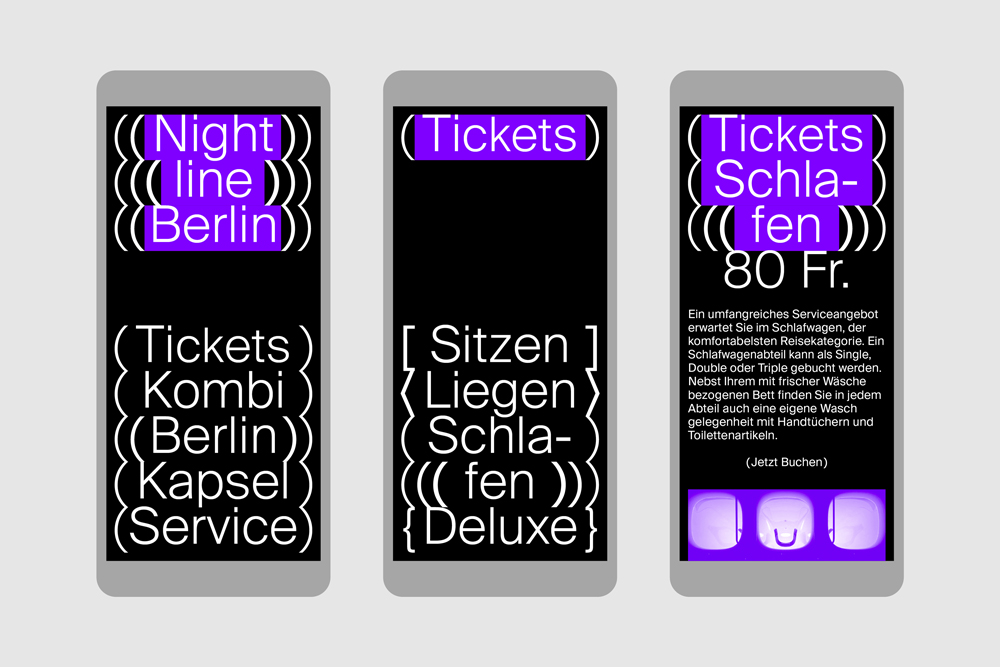 ((Night))
(((line)))
((Berlin))
(Tickets)
(Kombi)
((Berlin))
(Kapsel)
(Service)
(Tickets)
[Sitzen]
⟨Liegen⟩
(Schla-)
(((fen)))
{Deluxe}
(Tickets)
(Schla-)
(((fen)))
80 Fr.
Ein umfangreiches Serviceangebot
erwartet Sie im Schlafwagen, der
komfortabelsten Reisekategorie. Ein
Schlafwagenabteil kann als Single,
Double oder Triple gebucht werden.
Nebst Ihrem mit frischer Wäsche
bezogenen Bett finden Sie in jedem
Abteil auch eine eigene Wasch
gelegenheit mit Handtüchern und
Toilettenartikeln.
(Jetzt Buchen)